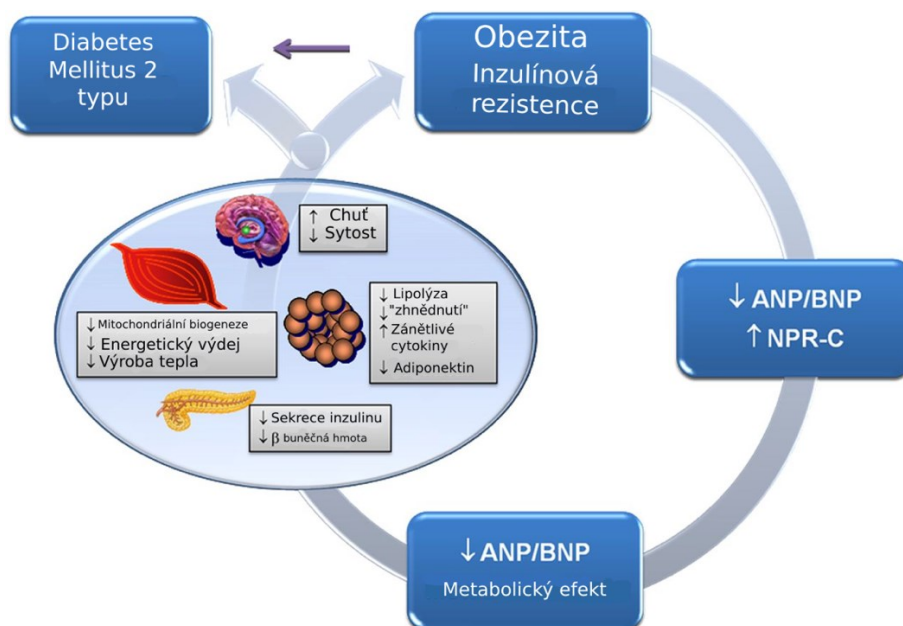 Diabetes
Mellitus 2
typu
Obezita
Inzulínová
rezistence
↑ Chuť
↓ Sytost
↓ Mitochondriální biogeneze
↓ Energetický výdej
↓ Výroba tepla
↓ Lipolýza
↓ "zhnědnutí"
↑ Zánětlivé
cytokiny
↓ Adiponektin
↓ Sekrece inzulinu
↓ β buněčná hmota
↓ ANP/BNP
↑ NPR-C
↓ ANP/BNP
Metabolický efekt